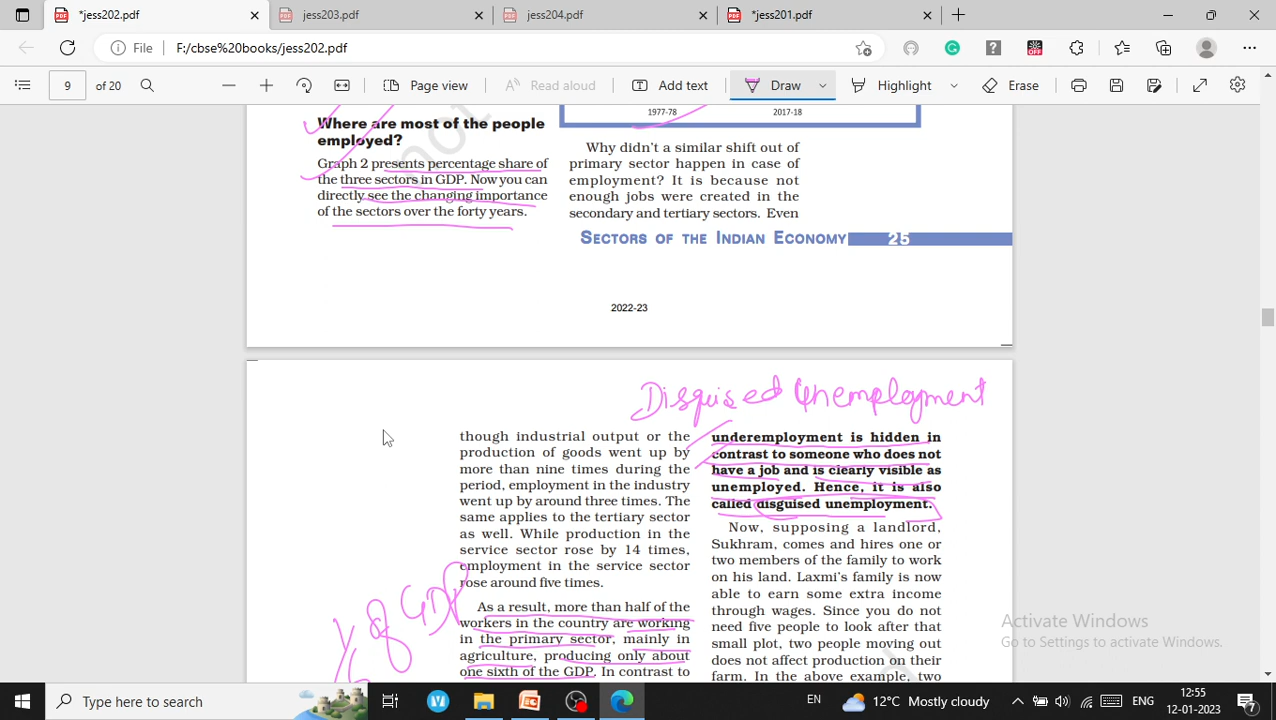 *jess202.pdf
jess203.pdf
jess204.pdf
*jess201.pdf
File
F:/cbse%20books/jess202.pdf
OFF
9 of 20
Page view
Read aloud
Add text
Draw
Highlight
Erase
Where are most of the people
employed?
Graph 2 presents percentage share of
the three sectors in GDP. Now you can
directly see the changing importance
of the sectors over the forty years.
1977-78 2017-18
Why didn't a similar shift out of
primary sector happen in case of
employment? It is because not
enough jobs were created in the
secondary and tertiary sectors. Even
SECTORS OF THE INDIAN ECONOMY 25
2022-23
not
Disguised Unemployment
though industrial output or the
production of goods went up by
more than nine times during the
period, employment in the industry
went up by around three times. The
same applies to the tertiary sector
as well. While production in the
service sector rose by 14 times,
employment in the service sector
rose around five times.
As a result, more than half of the
workers in the country are working
in the primary sector, mainly in
agriculture, producing only about
one sixth of the GDP. In contrast to
1/6 of GDP
underemployment is hidden in
contrast to someone who does not
have a job and is clearly visible as
unemployed. Hence, it is also
called disguised unemployment.
Now, supposing a landlord,
Sukhram, comes and hires one or
two members of the family to work
on his land. Laxmi's family is now
able to earn some extra income
through wages. Since you do not
need five people to look after that
small plot, two people moving out
does not affect production on their
farm. In the above example, two
Activate Windows
Go to Settings to activate Windows.
Type here to search
EN
12°C Mostly cloudy
ENG
12:55
12-01-2023
7